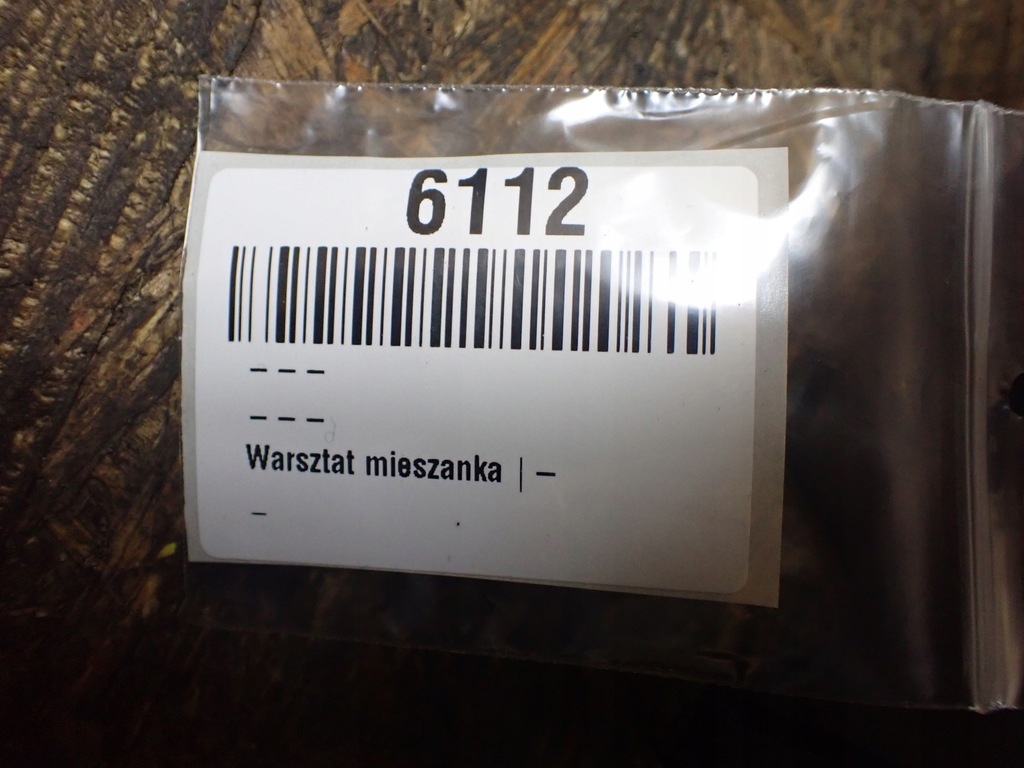 6112
– – –
– – –
Warsztat mieszanka | –
–